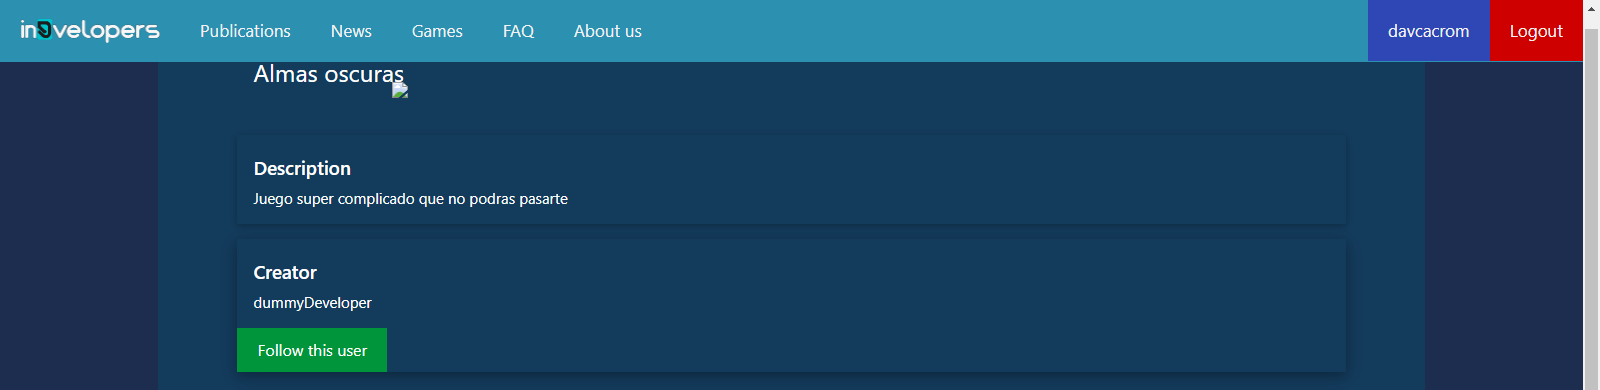 inDvelopers Publications News Games FAQ About us davcacrom Logout
Almas oscuras
Description
Juego super complicado que no podras pasarte
Creator
dummyDeveloper
Follow this user